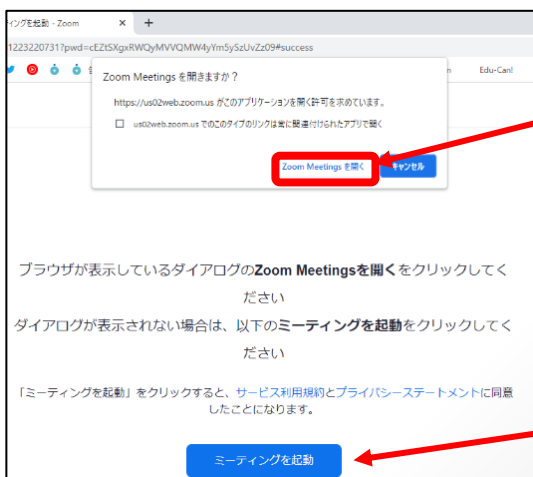 ィングを起動 - Zoom
1223220731?pwd=cEZtSXgxRWQyMVVQMW4yYm5ySzUvZz09#success
Edu-Can!
Zoom Meetings を開きますか？
https://us02web.zoom.us がこのアプリケーションを開く許可を求めています。
us02web.zoom.us でのこのタイプのリンクは常に関連付けられたアプリで開く
Zoom Meetings を開く キャンセル
ブラウザが表示しているダイアログのZoom Meetingsを開くをクリックしてく
ださい
ダイアログが表示されない場合は、以下のミーティングを起動をクリックしてく
ださい
「ミーティングを起動」をクリックすると、サービス利用規約とプライバシーステートメントに同意
したことになります。
ミーティングを起動